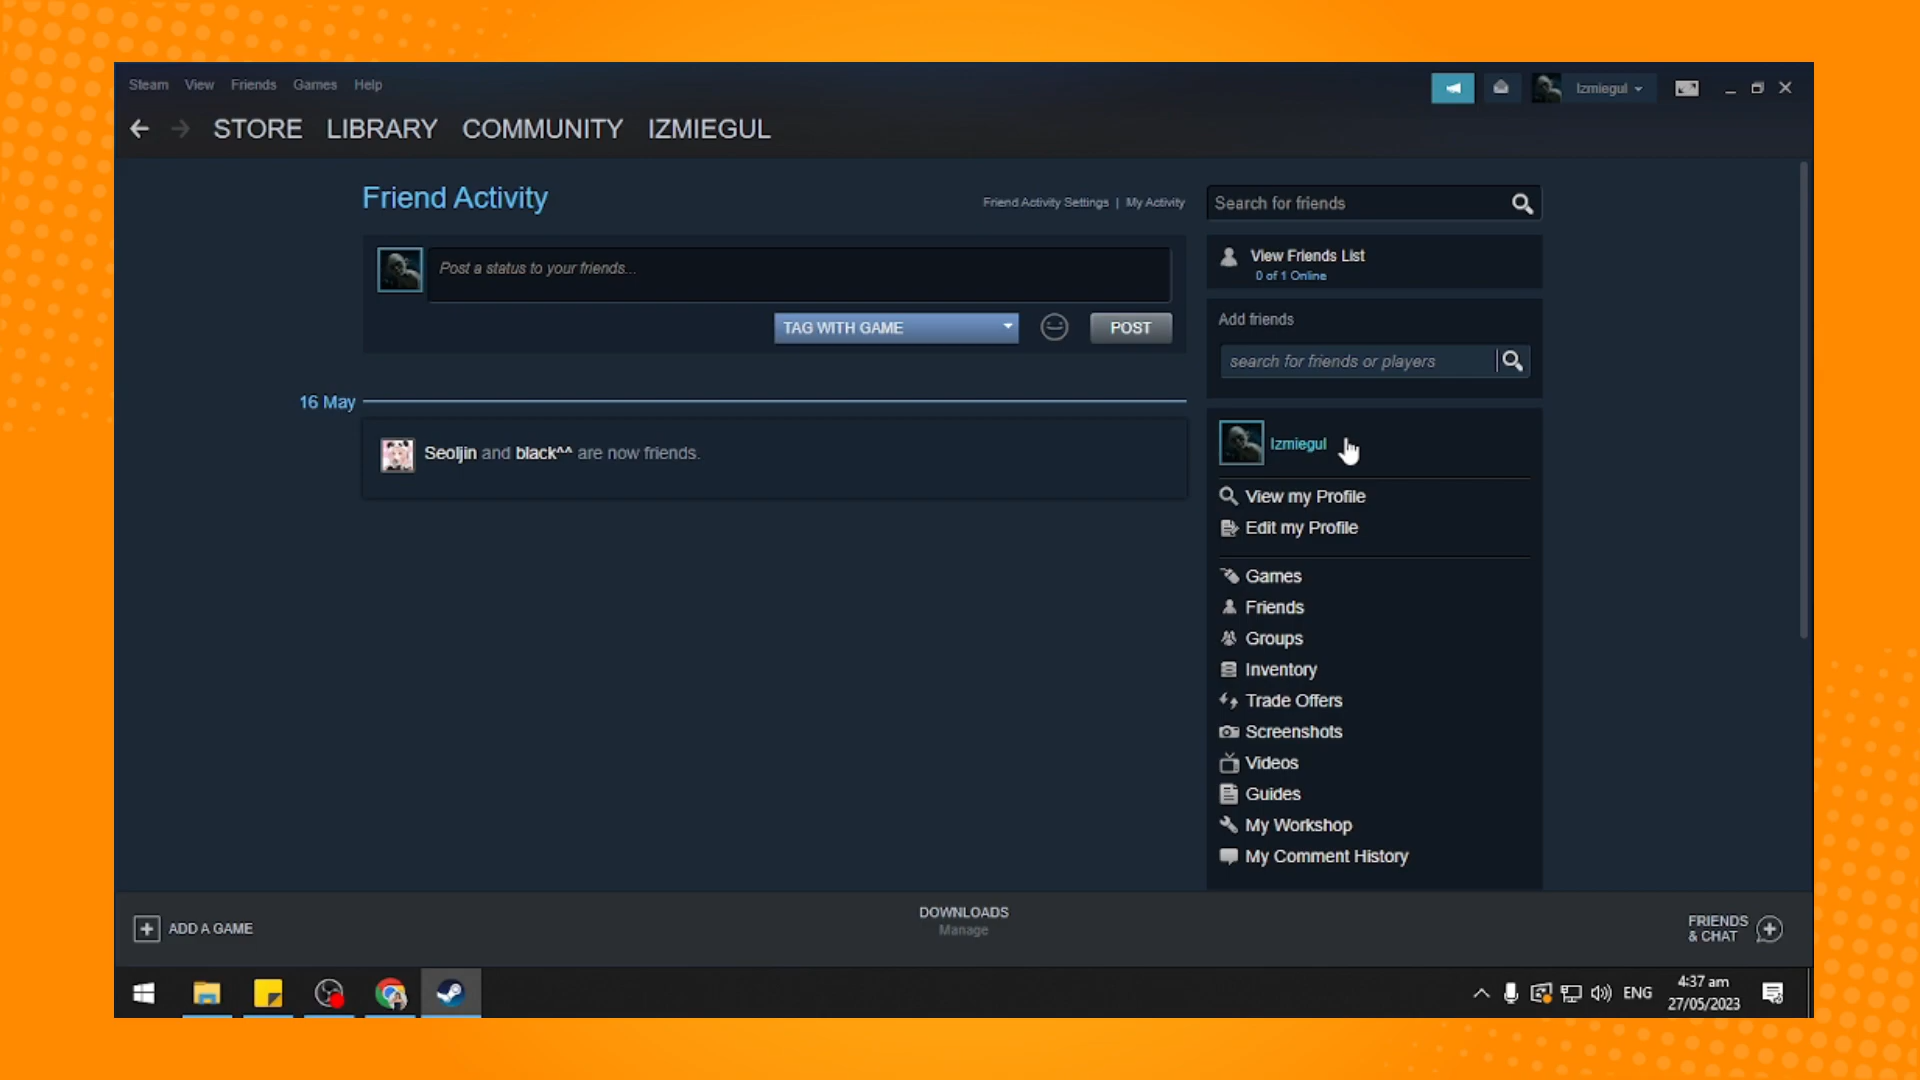 Steam View Friends Games Help
Izmiegul
STORE LIBRARY COMMUNITY IZMIEGUL
Friend Activity
Friend Activity Settings | My Activity
Search for friends
Post a status to your friends...
TAG WITH GAME
POST
View Friends List
0 of 1 Online
Add friends
search for friends or players
16 May
Seoljin and black^^ are now friends.
Izmiegul
View my Profile
Edit my Profile
Games
Friends
Groups
Inventory
Trade Offers
Screenshots
Videos
Guides
My Workshop
My Comment History
ADD A GAME
DOWNLOADS
Manage
FRIENDS
& CHAT
ENG
4:37 am
27/05/2023